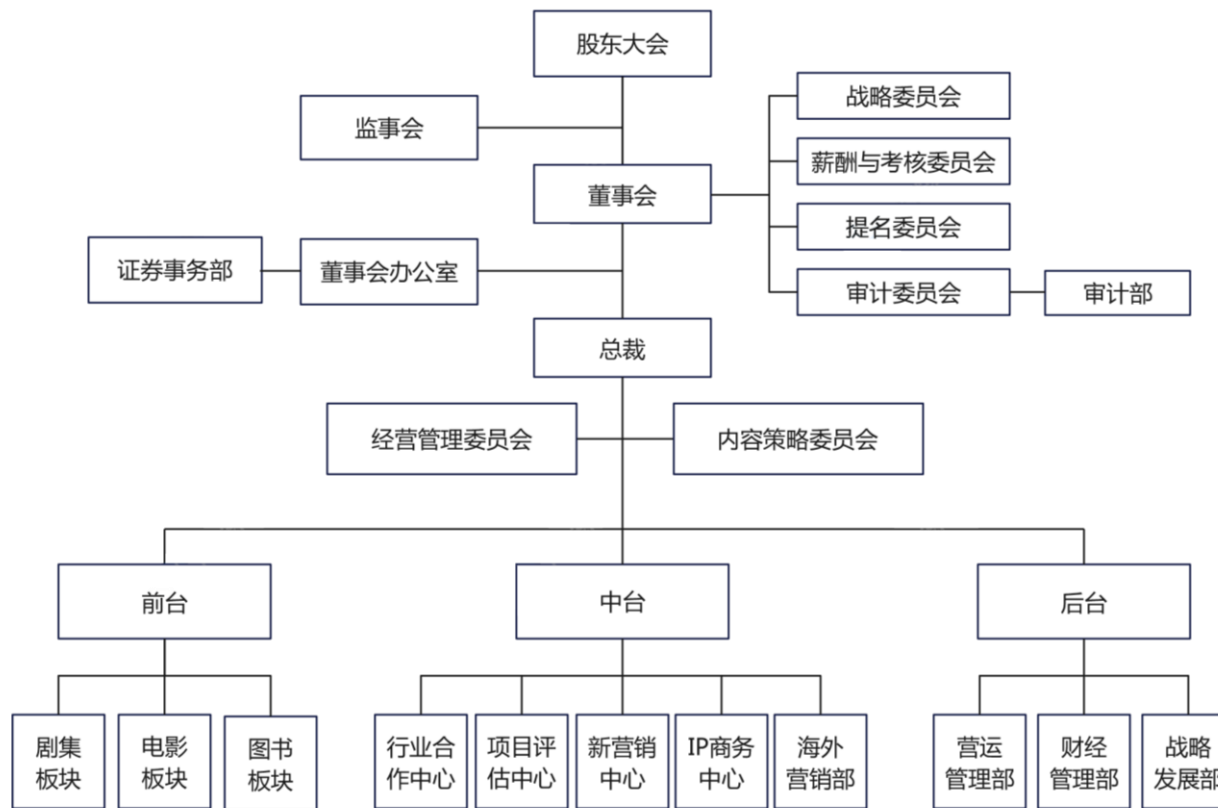 股东大会
战略委员会
监事会
薪酬与考核委员会
董事会
提名委员会
证券事务部
董事会办公室
审计委员会
审计部
总裁
经营管理委员会
内容策略委员会
前台
中台
后台
剧集
板块
电影
板块
图书
板块
行业合
作中心
项目评
估中心
新营销
中心
IP商务
中心
海外
营销部
营运
管理部
财经
管理部
战略
发展部